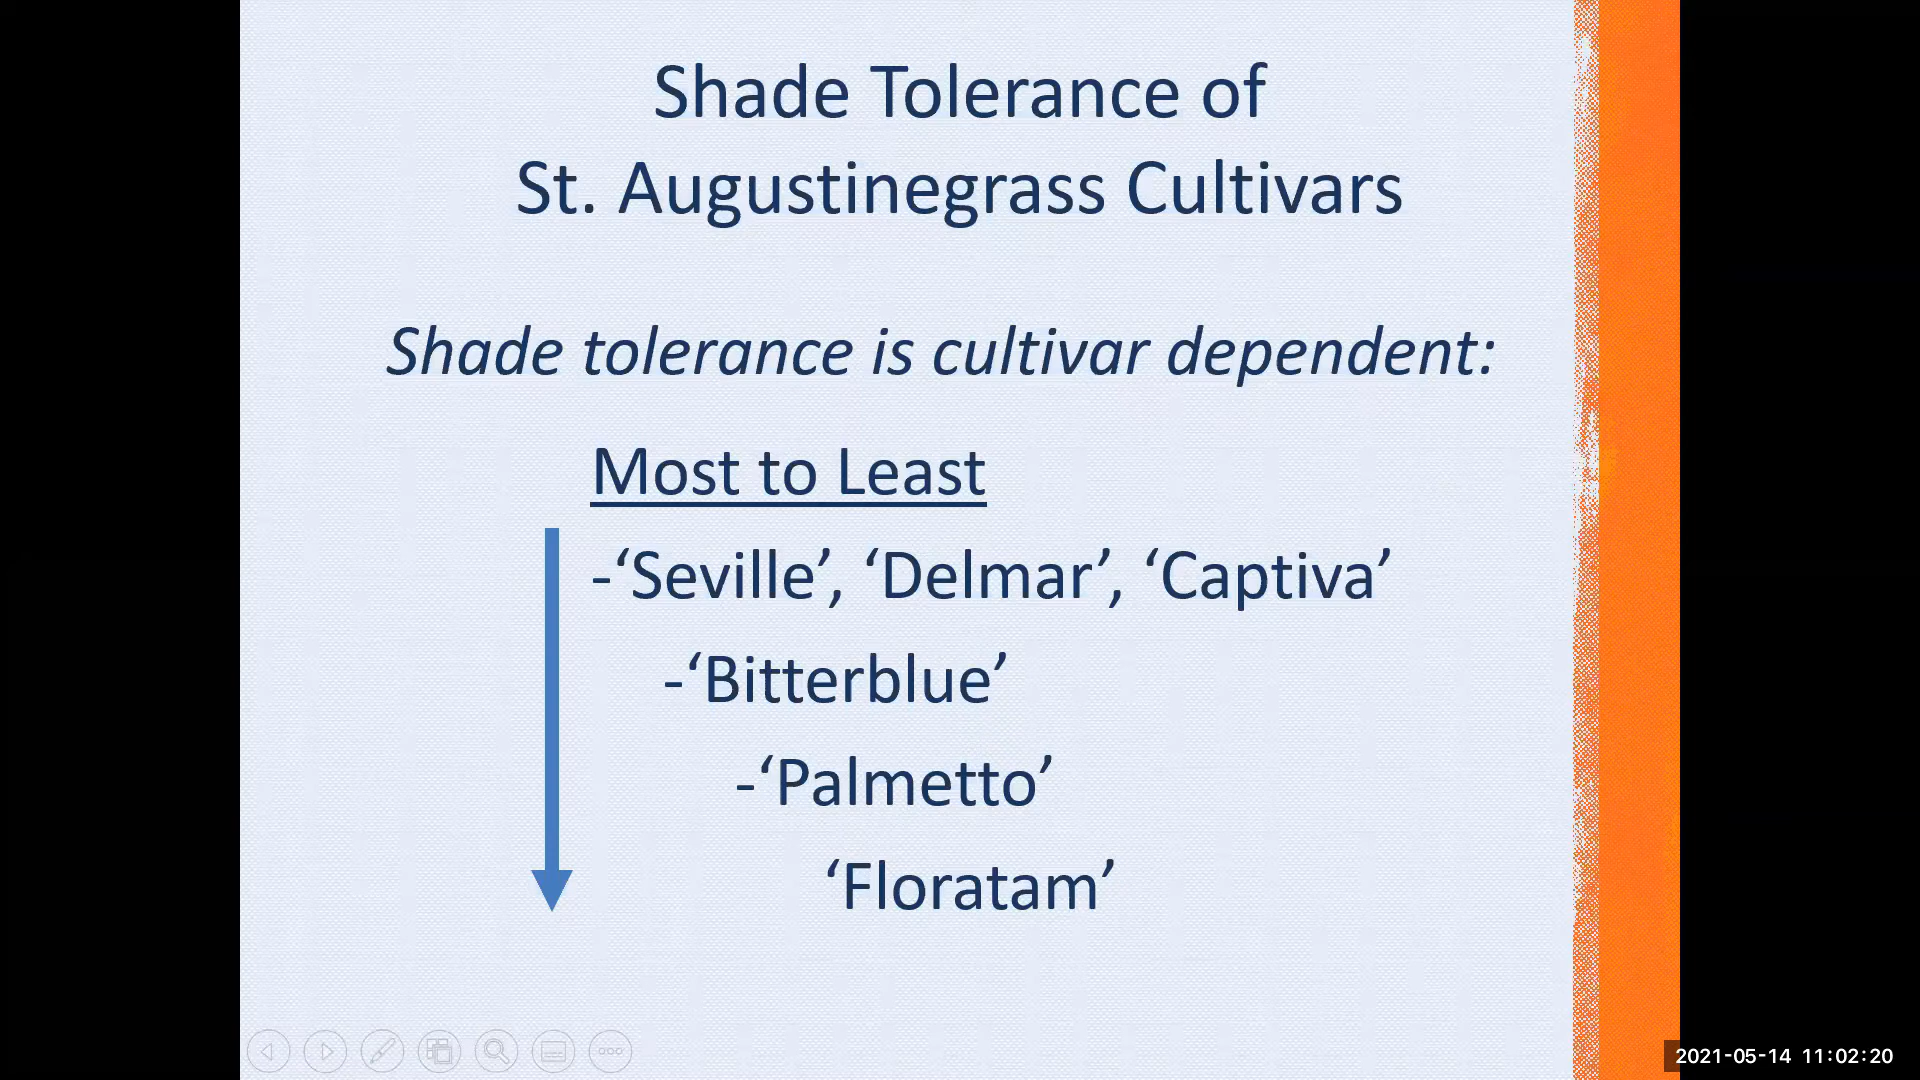 Shade Tolerance of
St. Augustinegrass Cultivars
Shade tolerance is cultivar dependent:
Most to Least
-‘Seville’, ‘Delmar’, ‘Captiva’
-‘Bitterblue’
-‘Palmetto’
‘Floratam’
2021-05-14 11:02:20